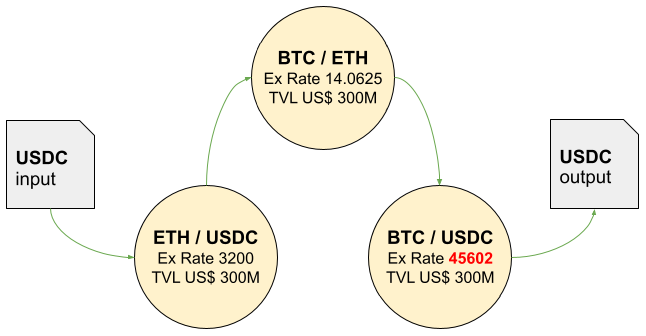 USDC
input
ETH / USDC
Ex Rate 3200
TVL US$ 300M
BTC / ETH
Ex Rate 14.0625
TVL US$ 300M
BTC / USDC
Ex Rate 45602
TVL US$ 300M
USDC
output